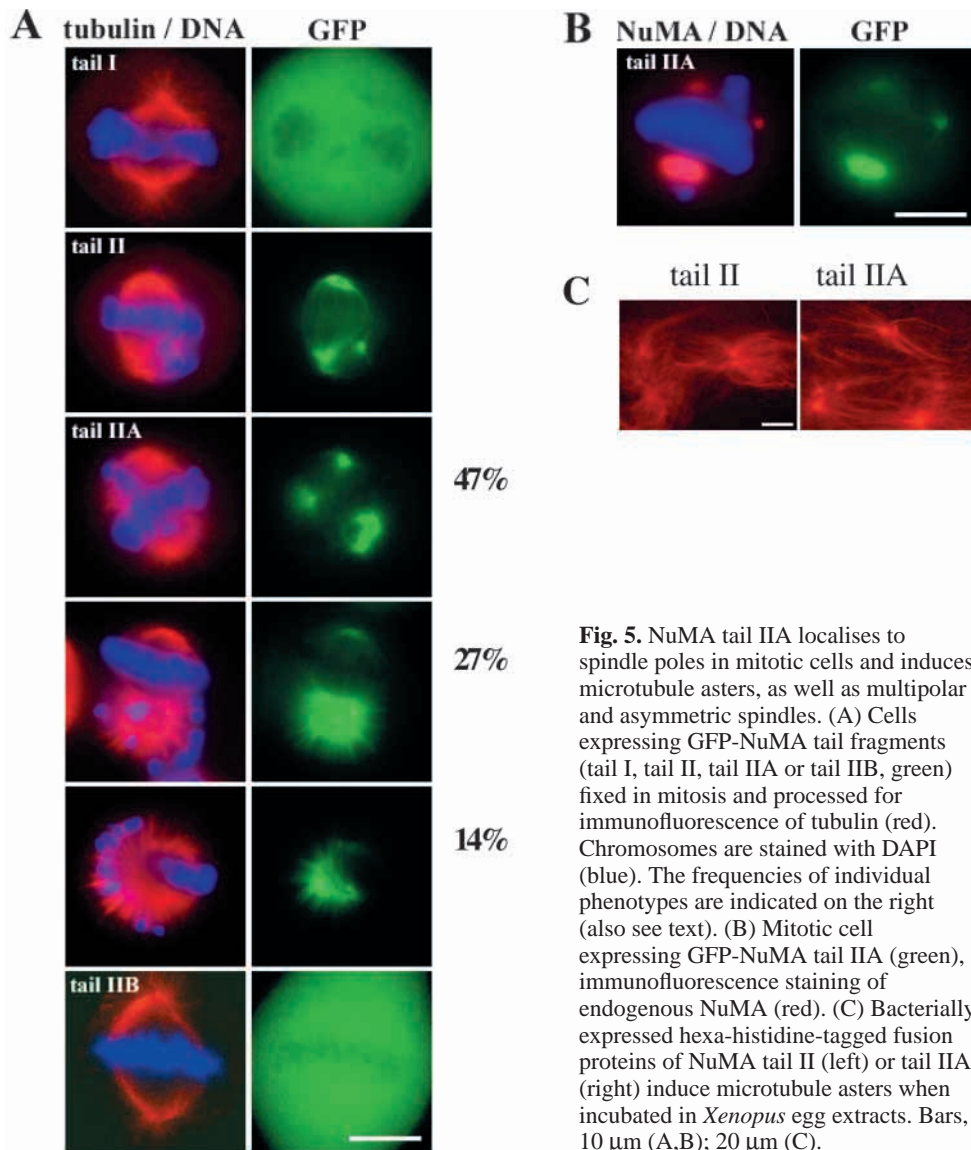 A tubulin / DNA GFP
tail I
tail II
tail IIA
47%
27%
14%
tail IIB
B NuMA / DNA GFP
tail IIA
C tail II tail IIA
Fig. 5. NuMA tail IIA localises to
spindle poles in mitotic cells and induces
microtubule asters, as well as multipolar
and asymmetric spindles. (A) Cells
expressing GFP-NuMA tail fragments
(tail I, tail II, tail IIA or tail IIB, green)
fixed in mitosis and processed for
immunofluorescence of tubulin (red).
Chromosomes are stained with DAPI
(blue). The frequencies of individual
phenotypes are indicated on the right
(also see text). (B) Mitotic cell
expressing GFP-NuMA tail IIA (green),
immunofluorescence staining of
endogenous NuMA (red). (C) Bacterially
expressed hexa-histidine-tagged fusion
proteins of NuMA tail II (left) or tail IIA
(right) induce microtubule asters when
incubated in Xenopus egg extracts. Bars,
10 μm (A,B); 20 μm (C).